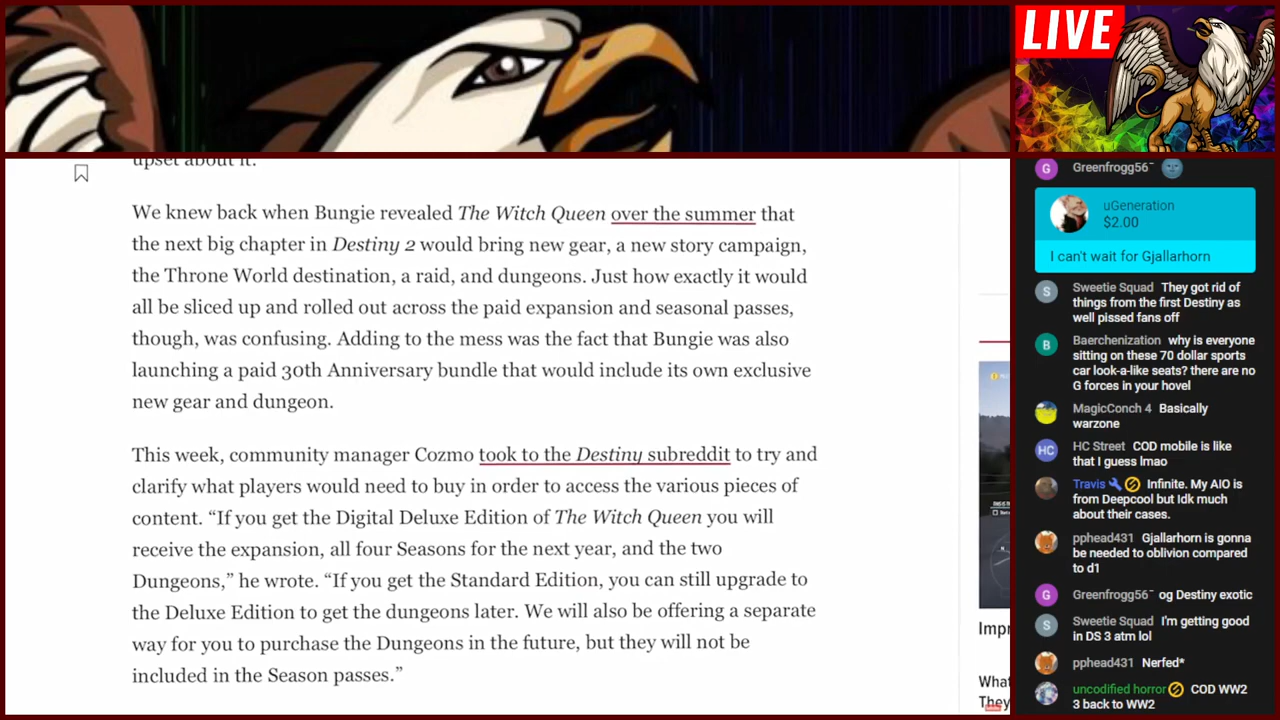 LIVE
upset about it.
We knew back when Bungie revealed The Witch Queen over the summer that
the next big chapter in Destiny 2 would bring new gear, a new story campaign,
the Throne World destination, a raid, and dungeons. Just how exactly it would
all be sliced up and rolled out across the paid expansion and seasonal passes,
though, was confusing. Adding to the mess was the fact that Bungie was also
launching a paid 30th Anniversary bundle that would include its own exclusive
new gear and dungeon.
This week, community manager Cozmo took to the Destiny subreddit to try and
clarify what players would need to buy in order to access the various pieces of
content. “If you get the Digital Deluxe Edition of The Witch Queen you will
receive the expansion, all four Seasons for the next year, and the two
Dungeons,” he wrote. “If you get the Standard Edition, you can still upgrade to
the Deluxe Edition to get the dungeons later. We will also be offering a separate
way for you to purchase the Dungeons in the future, but they will not be
included in the Season passes.”
Impr
What
They
G Greenfrogg56~
uGeneration
$2.00
I can't wait for Gjallarhorn
S Sweetie Squad They got rid of
things from the first Destiny as
well pissed fans off
B Baerchenization why is everyone
sitting on these 70 dollar sports
car look-a-like seats? there are no
G forces in your hovel
MagicConch 4 Basically
warzone
HC HC Street COD mobile is like
that I guess lmao
Travis Infinite. My AIO is
from Deepcool but Idk much
about their cases.
pphead431 Gjallarhorn is gonna
be needed to oblivion compared
to d1
G Greenfrogg56~ og Destiny exotic
S Sweetie Squad I'm getting good
in DS 3 atm lol
pphead431 Nerfed*
uncodified horror COD WW2
3 back to WW2